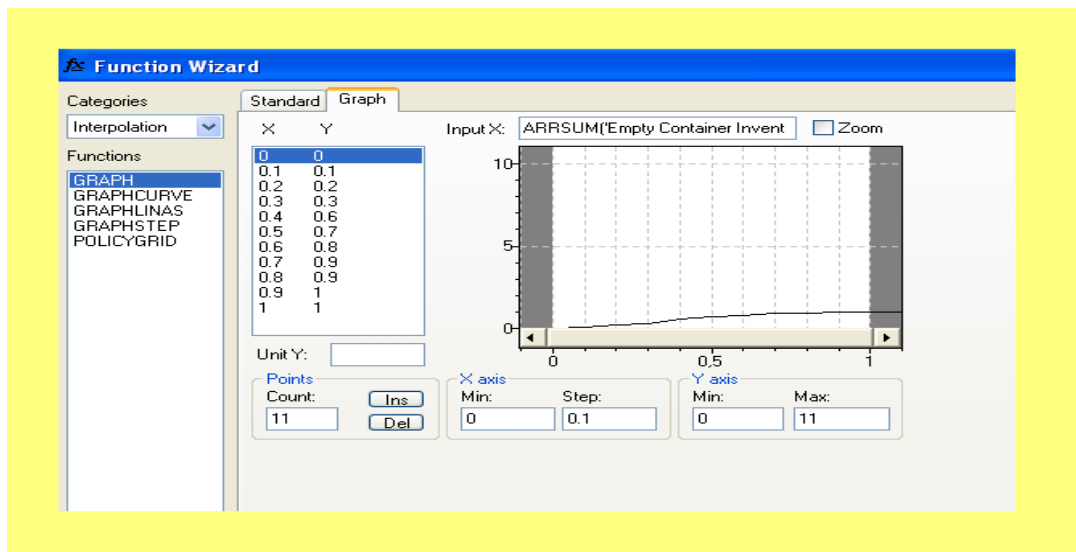 fx Function Wizard
Categories
Interpolation
Functions
GRAPH
GRAPHCURVE
GRAPHLINAS
GRAPHSTEP
POLICYGRID
Standard Graph
X Y
0 0
0.1 0.1
0.2 0.2
0.3 0.3
0.4 0.6
0.5 0.7
0.6 0.8
0.7 0.9
0.8 0.9
0.9 1
1 1
Unit Y:
Input X: ARRSUM('Empty Container Invent Zoom
10
5
0
0 0,5 1
Points
Count:
11
Ins
Del
X axis
Min: Step:
0 0.1
Y axis
Min: Max:
0 11